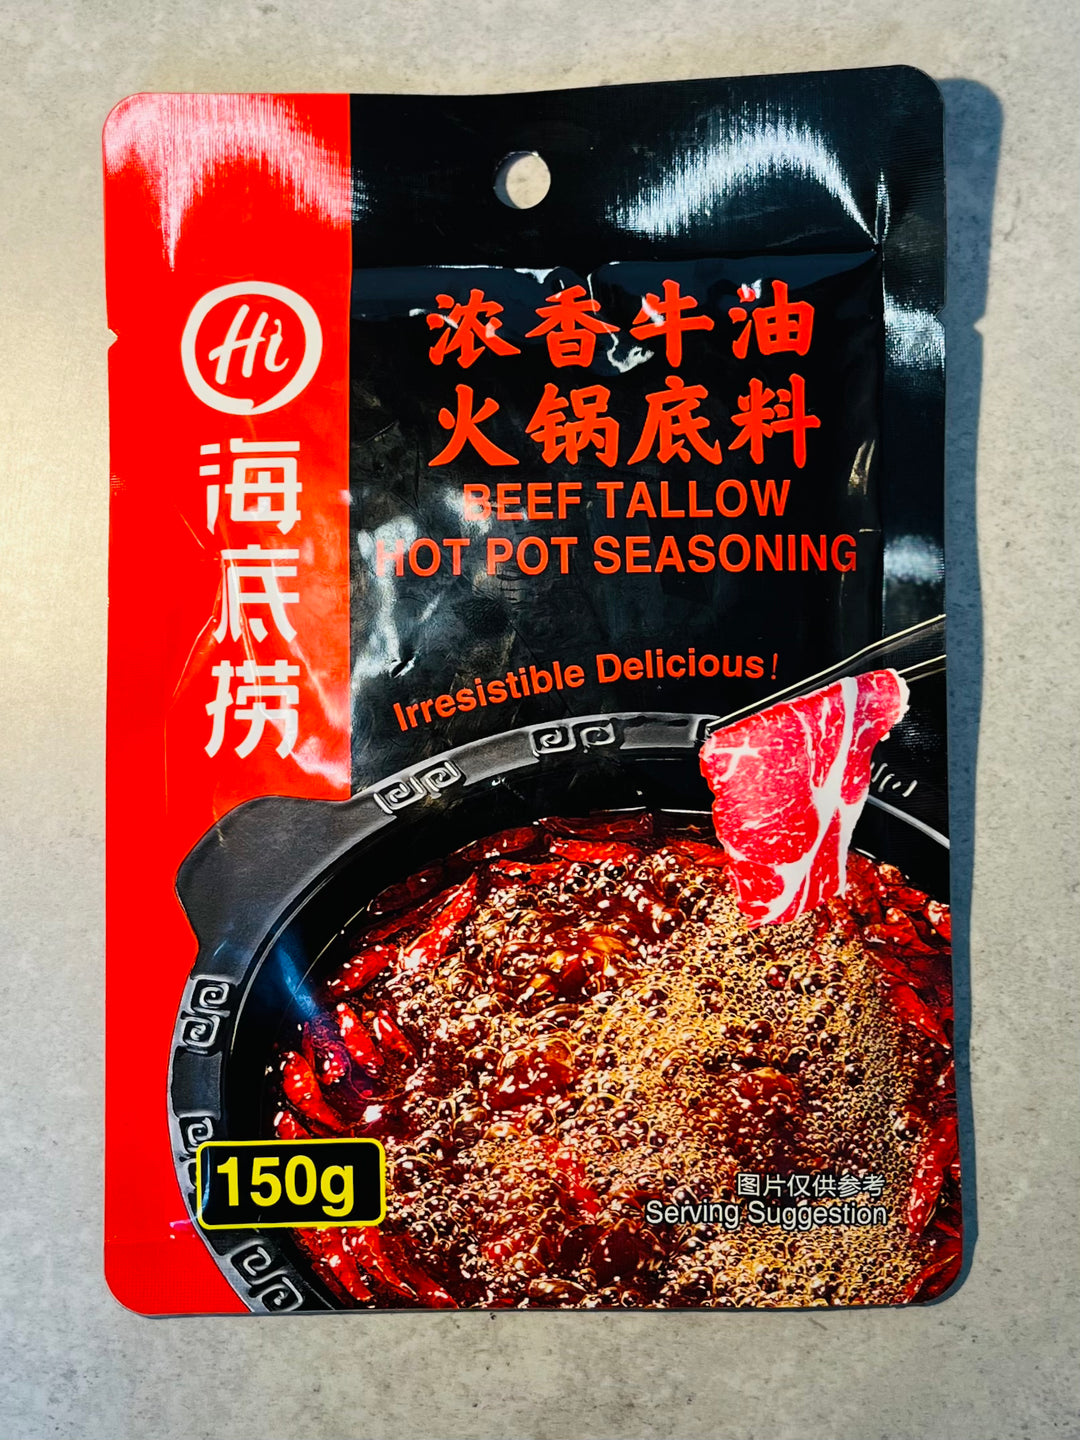 Hi
海底捞
浓香牛油
火锅底料
BEEF TALLOW
HOT POT SEASONING
Irresistible Delicious!
150g
图片仅供参考
Serving Suggestion